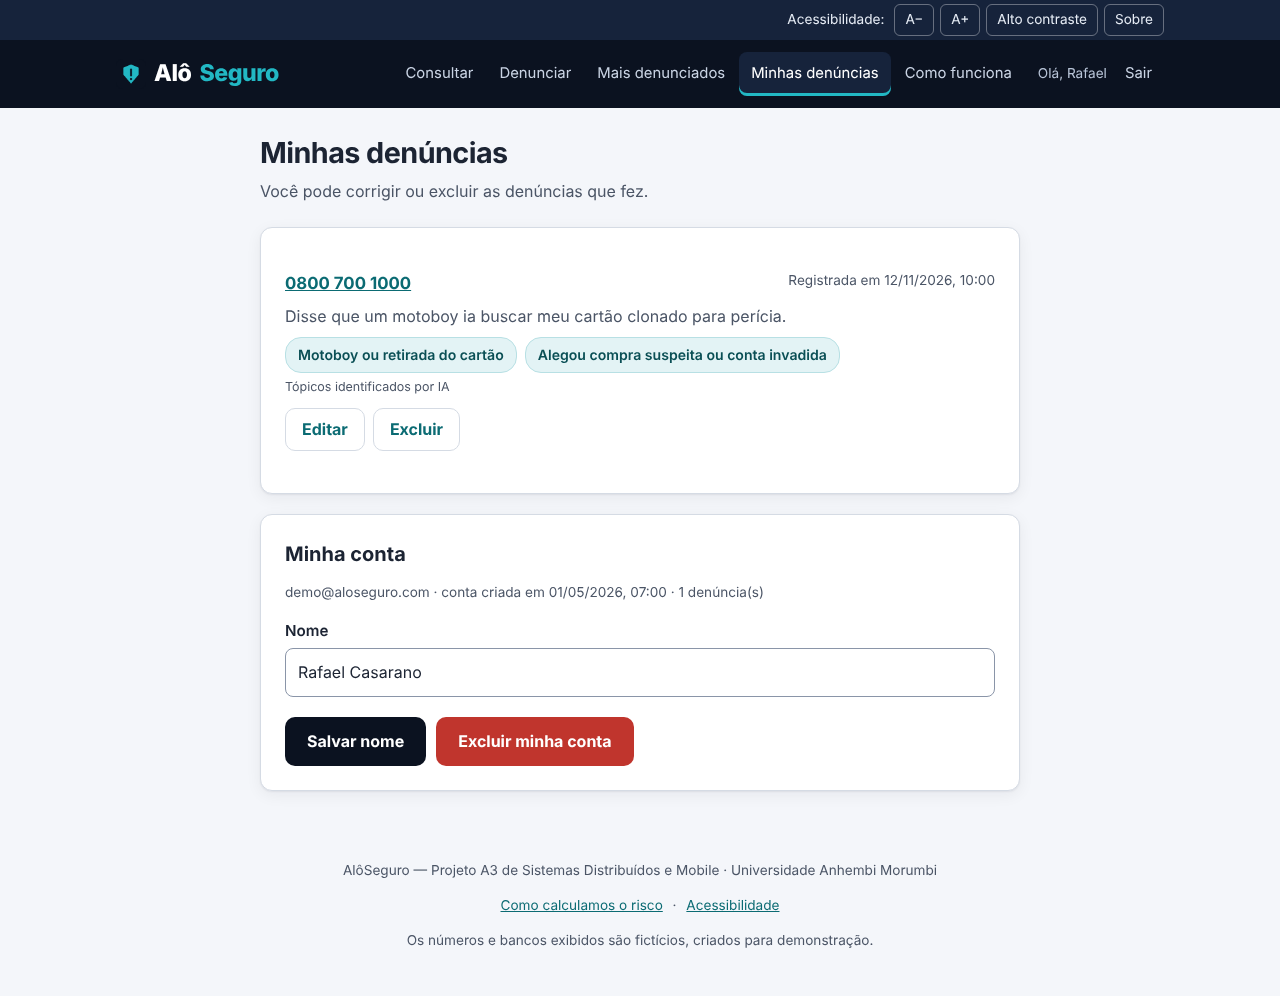 Acessibilidade: A− A+ Alto contraste Sobre
Alô Seguro Consultar Denunciar Mais denunciados Minhas denúncias Como funciona Olá, Rafael Sair
Minhas denúncias
Você pode corrigir ou excluir as denúncias que fez.
0800 700 1000 Registrada em 12/11/2026, 10:00
Disse que um motoboy ia buscar meu cartão clonado para perícia.
Motoboy ou retirada do cartão Alegou compra suspeita ou conta invadida
Tópicos identificados por IA
Editar Excluir
Minha conta
demo@aloseguro.com · conta criada em 01/05/2026, 07:00 · 1 denúncia(s)
Nome
Rafael Casarano
Salvar nome Excluir minha conta
AlôSeguro — Projeto A3 de Sistemas Distribuídos e Mobile · Universidade Anhembi Morumbi
Como calculamos o risco · Acessibilidade
Os números e bancos exibidos são fictícios, criados para demonstração.